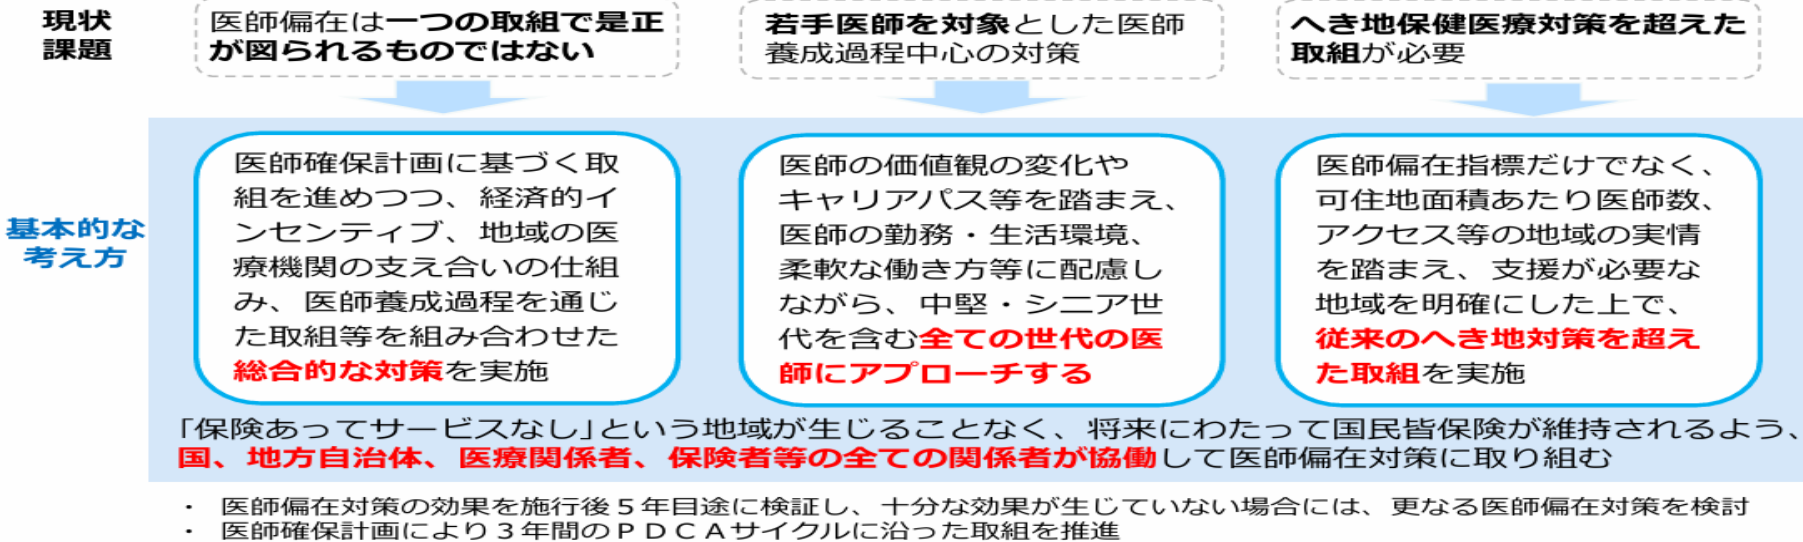 現状
課題
医師偏在は一つの取組で是正
が図られるものではない
若手医師を対象とした医師
養成過程中心の対策
へき地保健医療対策を超えた
取組が必要
基本的な
考え方
医師確保計画に基づく取
組を進めつつ、経済的イ
ンセンティブ、地域の医
療機関の支え合いの仕組
み、医師養成過程を通じ
た取組等を組み合わせた
総合的な対策を実施
医師の価値観の変化や
キャリアパス等を踏まえ、
医師の勤務・生活環境、
柔軟な働き方等に配慮し
ながら、中堅・シニア世
代を含む全ての世代の医
師にアプローチする
医師偏在指標だけでなく、
可住地面積あたり医師数、
アクセス等の地域の実情
を踏まえ、支援が必要な
地域を明確にした上で、
従来のへき地対策を超え
た取組を実施
「保険あってサービスなし」という地域が生じることなく、将来にわたって国民皆保険が維持されるよう、
国、地方自治体、医療関係者、保険者等の全ての関係者が協働して医師偏在対策に取り組む
・ 医師偏在対策の効果を施行後５年目途に検証し、十分な効果が生じていない場合には、更なる医師偏在対策を検討
・ 医師確保計画により３年間のＰＤＣＡサイクルに沿った取組を推進